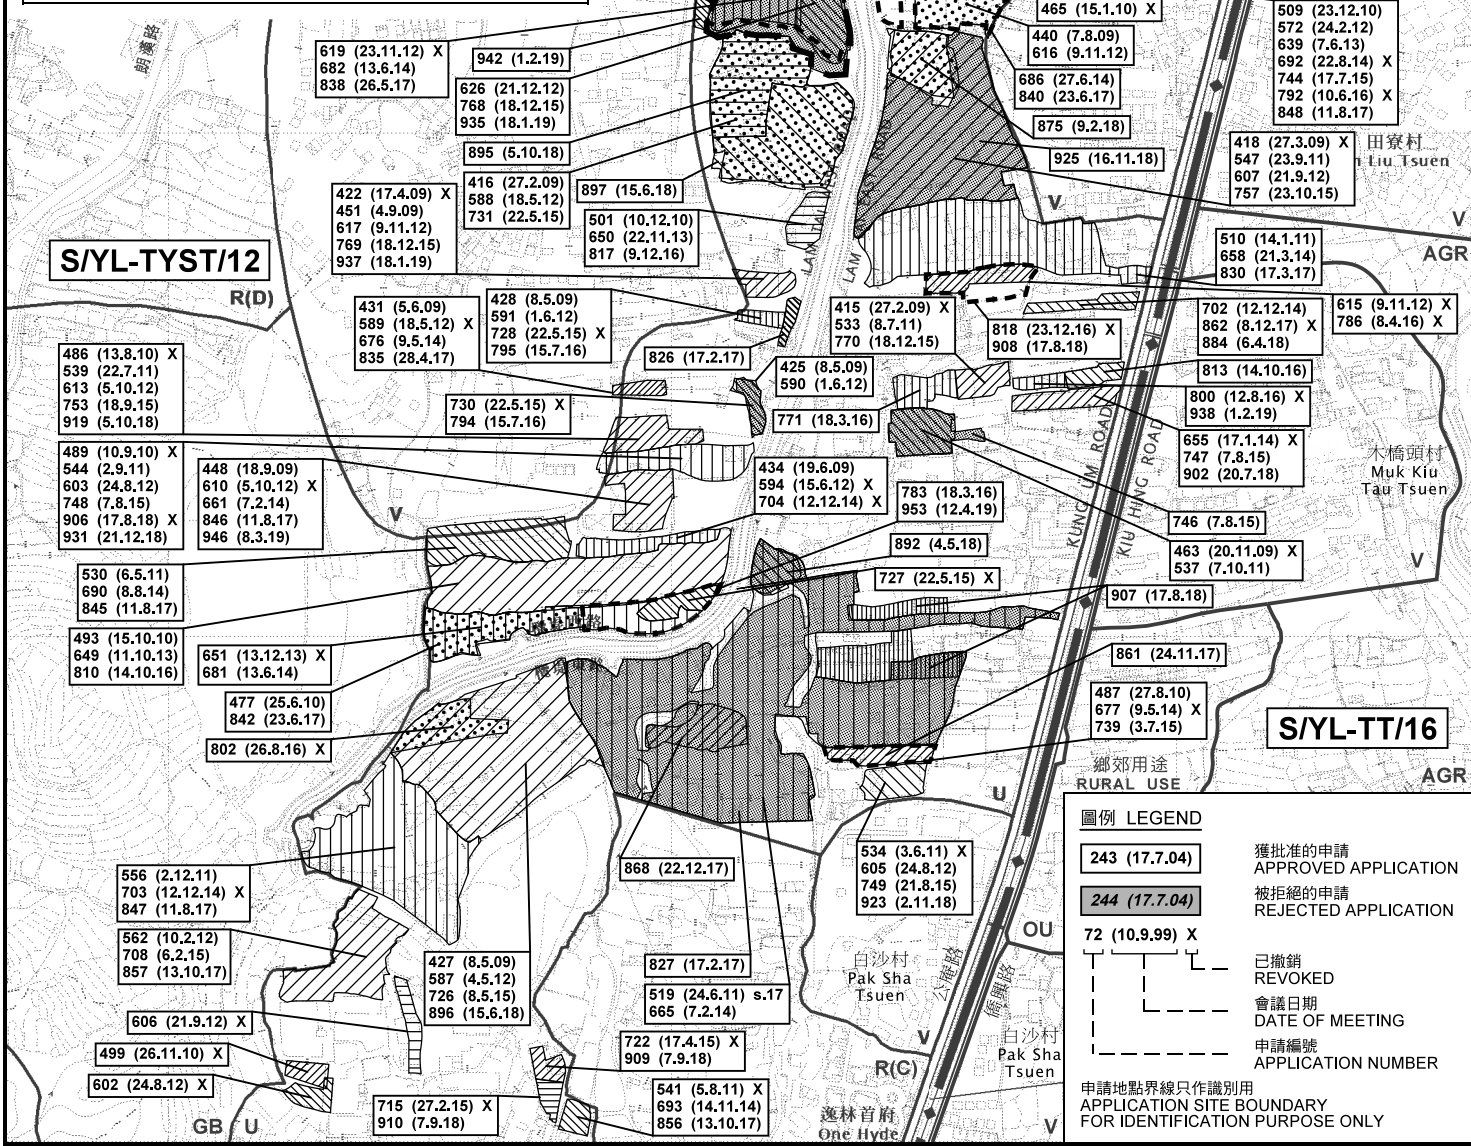 465 (15.1.10) X
440 (7.8.09)
616 (9.11.12)
509 (23.12.10)
572 (24.2.12)
639 (7.6.13)
692 (22.8.14) X
744 (17.7.15)
792 (10.6.16) X
848 (11.8.17)
619 (23.11.12) X
682 (13.6.14)
838 (26.5.17)
942 (1.2.19)
朗漢路
626 (21.12.12)
768 (18.12.15)
935 (18.1.19)
686 (27.6.14)
840 (23.6.17)
875 (9.2.18)
895 (5.10.18)
925 (16.11.18)
418 (27.3.09) X
547 (23.9.11)
607 (21.9.12)
757 (23.10.15)
田寮村
n Liu Tsuen
422 (17.4.09) X
451 (4.9.09)
617 (9.11.12)
769 (18.12.15)
937 (18.1.19)
416 (27.2.09)
588 (18.5.12)
731 (22.5.15)
897 (15.6.18)
501 (10.12.10)
650 (22.11.13)
817 (9.12.16)
V
V
AGR
S/YL-TYST/12
R(D)
510 (14.1.11)
658 (21.3.14)
830 (17.3.17)
431 (5.6.09)
589 (18.5.12) X
676 (9.5.14)
835 (28.4.17)
428 (8.5.09)
591 (1.6.12)
728 (22.5.15) X
795 (15.7.16)
415 (27.2.09) X
533 (8.7.11)
770 (18.12.15)
818 (23.12.16) X
908 (17.8.18)
702 (12.12.14)
862 (8.12.17) X
884 (6.4.18)
615 (9.11.12) X
786 (8.4.16) X
486 (13.8.10) X
539 (22.7.11)
613 (5.10.12)
753 (18.9.15)
919 (5.10.18)
826 (17.2.17)
425 (8.5.09)
590 (1.6.12)
813 (14.10.16)
730 (22.5.15) X
794 (15.7.16)
771 (18.3.16)
800 (12.8.16) X
938 (1.2.19)
655 (17.1.14) X
747 (7.8.15)
902 (20.7.18)
木橋頭村
Muk Kiu
Tau Tsuen
489 (10.9.10) X
544 (2.9.11)
603 (24.8.12)
748 (7.8.15)
906 (17.8.18) X
931 (21.12.18)
448 (18.9.09)
610 (5.10.12) X
661 (7.2.14)
846 (11.8.17)
946 (8.3.19)
434 (19.6.09)
594 (15.6.12) X
704 (12.12.14) X
783 (18.3.16)
953 (12.4.19)
KUNG UM ROAD
KIU HING ROAD
V
746 (7.8.15)
892 (4.5.18)
463 (20.11.09) X
537 (7.10.11)
V
530 (6.5.11)
690 (8.8.14)
845 (11.8.17)
727 (22.5.15) X
907 (17.8.18)
493 (15.10.10)
649 (11.10.13)
810 (14.10.16)
651 (13.12.13) X
681 (13.6.14)
861 (24.11.17)
477 (25.6.10)
842 (23.6.17)
487 (27.8.10)
677 (9.5.14) X
739 (3.7.15)
802 (26.8.16) X
S/YL-TT/16
鄉郊用途
RURAL USE
AGR
U
556 (2.12.11)
703 (12.12.14) X
847 (11.8.17)
868 (22.12.17)
534 (3.6.11) X
605 (24.8.12)
749 (21.8.15)
923 (2.11.18)
562 (10.2.12)
708 (6.2.15)
857 (13.10.17)
OU
427 (8.5.09)
587 (4.5.12)
726 (8.5.15)
896 (15.6.18)
827 (17.2.17)
519 (24.6.11) s.17
665 (7.2.14)
白沙村
Pak Sha
Tsuen
公庵路
僑興路
606 (21.9.12) X
499 (26.11.10) X
602 (24.8.12) X
722 (17.4.15) X
909 (7.9.18)
V
R(C)
白沙村
Pak Sha
Tsuen
715 (27.2.15) X
910 (7.9.18)
541 (5.8.11) X
693 (14.11.14)
856 (13.10.17)
GB
U
逸林首府
One Hyde
V
圖例 LEGEND
243 (17.7.04)
獲批准的申請
APPROVED APPLICATION
244 (17.7.04)
被拒絕的申請
REJECTED APPLICATION
72 (10.9.99) X
已撤銷
REVOKED
會議日期
DATE OF MEETING
申請編號
APPLICATION NUMBER
申請地點界線只作識別用
APPLICATION SITE BOUNDARY
FOR IDENTIFICATION PURPOSE ONLY